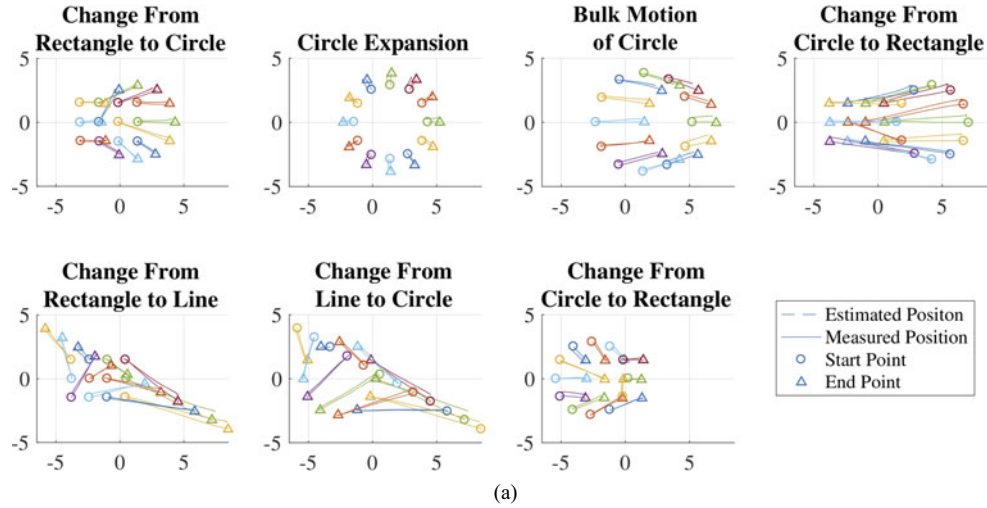 Change From
Rectangle to Circle
Circle Expansion
Bulk Motion
of Circle
Change From
Circle to Rectangle
5
0
-5
-5 0 5
5
0
-5
-5 0 5
5
0
-5
-5 0 5
5
0
-5
-5 0 5
Change From
Rectangle to Line
Change From
Line to Circle
Change From
Circle to Rectangle
5
0
-5
-5 0 5
5
0
-5
-5 0 5
5
0
-5
-5 0 5
Estimated Positon
Measured Position
Start Point
End Point
(a)